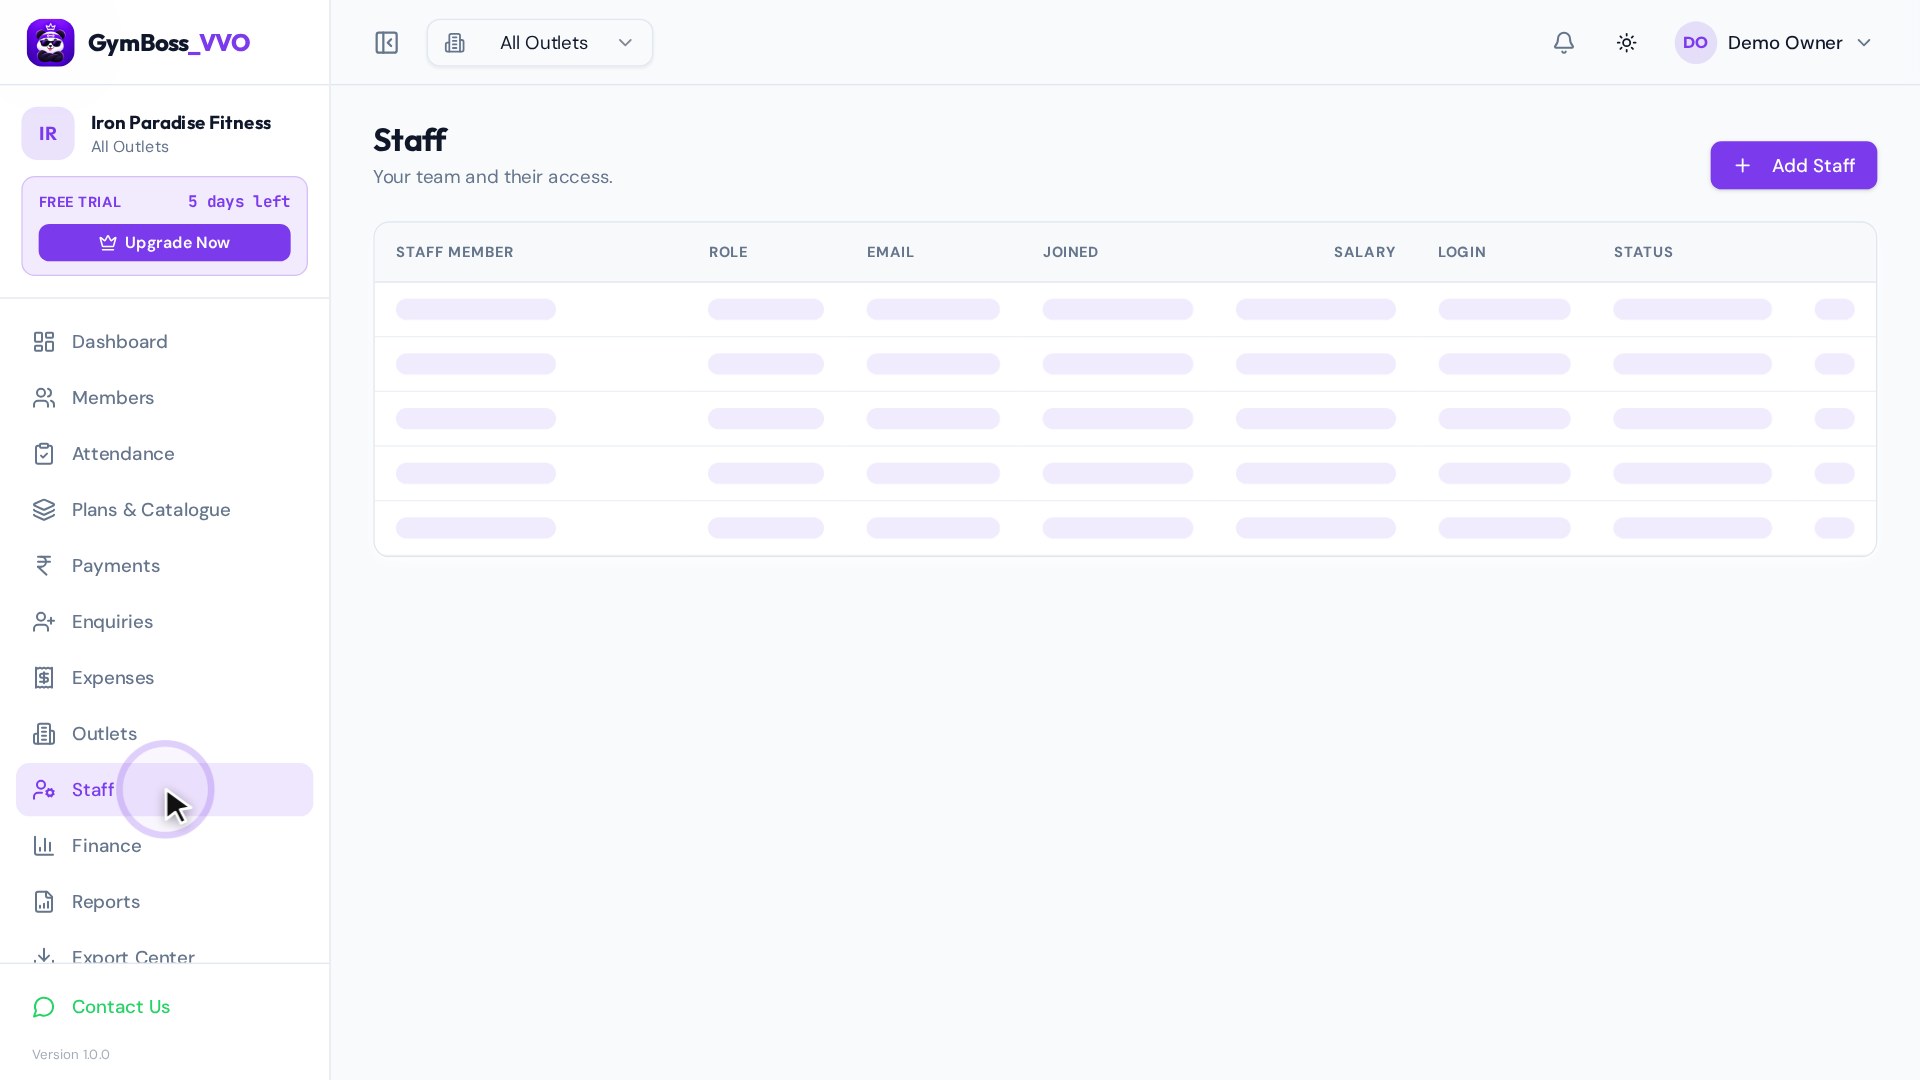 GymBoss_VVO
All Outlets
DO
Demo Owner
IR
Iron Paradise Fitness
All Outlets
FREE TRIAL
5 days left
Upgrade Now
Dashboard
Members
Attendance
Plans & Catalogue
Payments
Enquiries
Expenses
Outlets
Staff
Finance
Reports
Export Center
Contact Us
Version 1.0.0
Staff
Your team and their access.
Add Staff
STAFF MEMBER
ROLE
EMAIL
JOINED
SALARY
LOGIN
STATUS